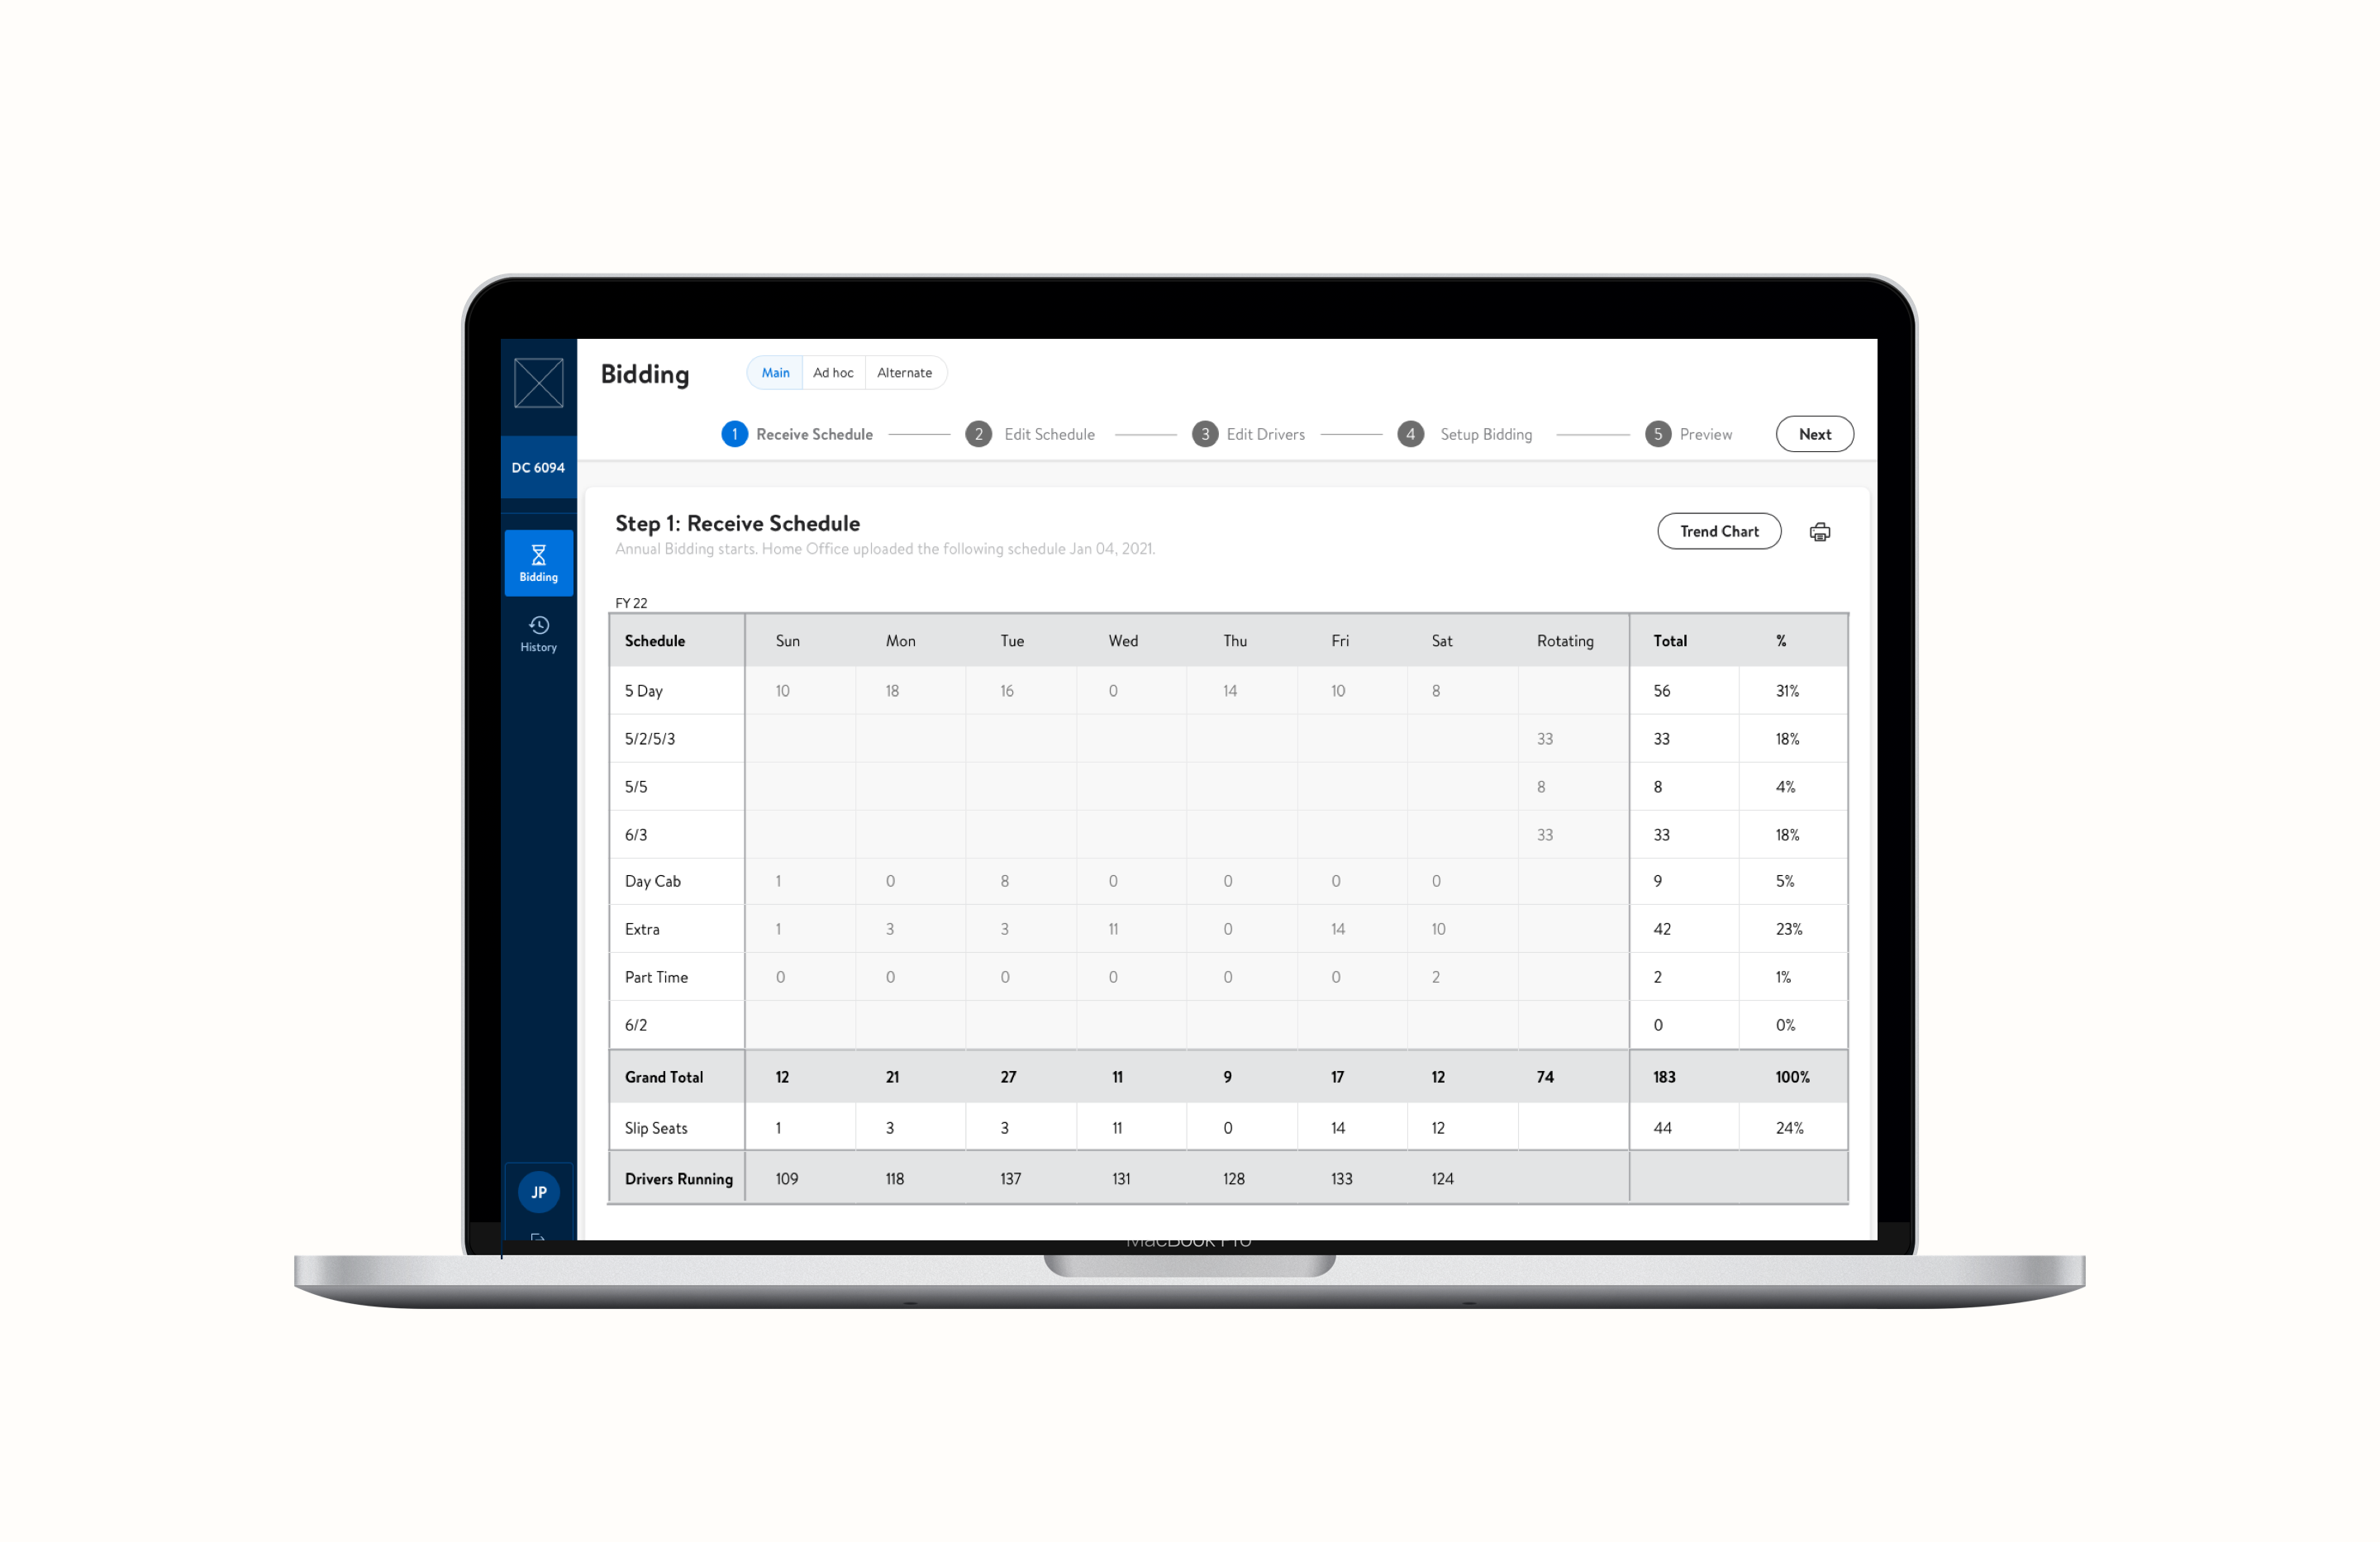 Bidding
Main Ad hoc Alternate
1 Receive Schedule 2 Edit Schedule 3 Edit Drivers 4 Setup Bidding 5 Preview Next
DC 6094
Bidding
History
JP
Step 1: Receive Schedule
Annual Bidding starts. Home Office uploaded the following schedule Jan 04, 2021.
Trend Chart
FY 22
Schedule Sun Mon Tue Wed Thu Fri Sat Rotating Total %
5 Day 10 18 16 0 14 10 8 56 31%
5/2/5/3 33 33 18%
5/5 8 8 4%
6/3 33 33 18%
Day Cab 1 0 8 0 0 0 0 9 5%
Extra 1 3 3 11 0 14 10 42 23%
Part Time 0 0 0 0 0 0 2 2 1%
6/2 0 0%
Grand Total 12 21 27 11 9 17 12 74 183 100%
Slip Seats 1 3 3 11 0 14 12 44 24%
Drivers Running 109 118 137 131 128 133 124
MacBook Pro